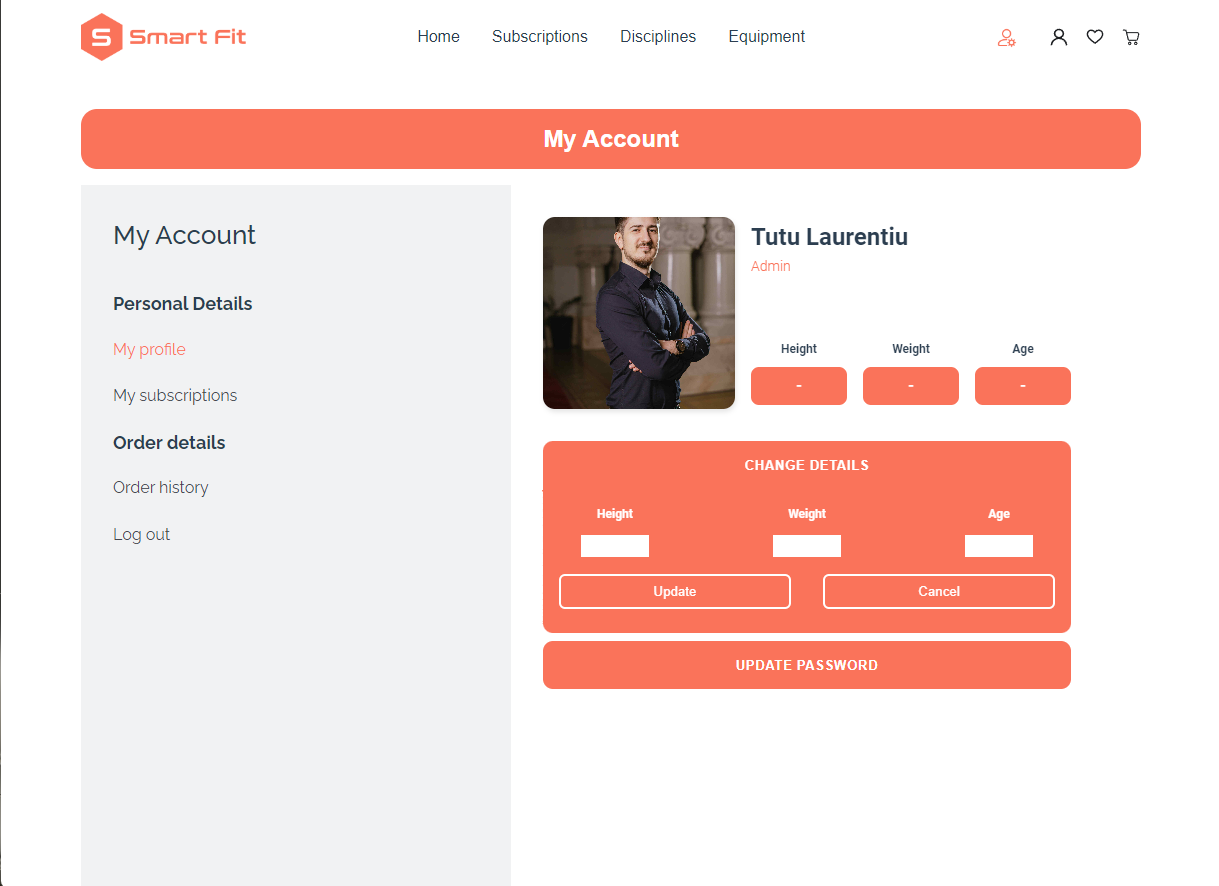 S Smart Fit
Home Subscriptions Disciplines Equipment
My Account
My Account
Personal Details
My profile
My subscriptions
Order details
Order history
Log out
Tutu Laurentiu
Admin
Height Weight Age
- - -
CHANGE DETAILS
Height Weight Age
Update Cancel
UPDATE PASSWORD